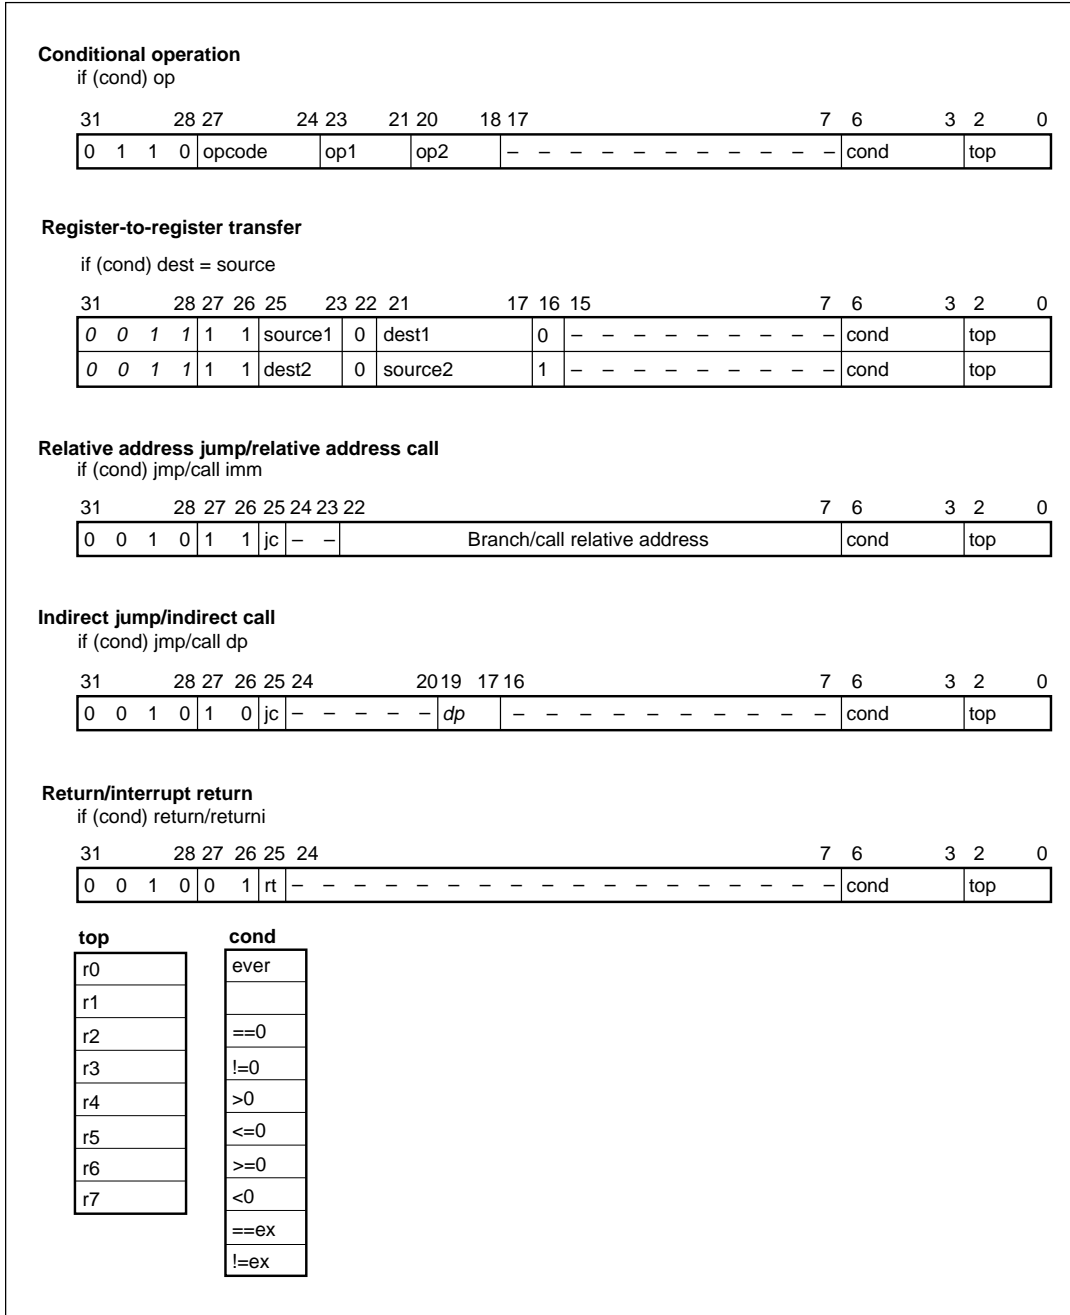 Conditional operation
if (cond) op
31 28 27 24 23 21 20 18 17 7 6 3 2 0
0 1 1 0 opcode op1 op2 – – – – – – – – – – – cond top
Register-to-register transfer
if (cond) dest = source
31 28 27 26 25 23 22 21 17 16 15 7 6 3 2 0
0 0 1 1 1 1 source1 0 dest1 0 – – – – – – – – – cond top
0 0 1 1 1 1 dest2 0 source2 1 – – – – – – – – – cond top
Relative address jump/relative address call
if (cond) jmp/call imm
31 28 27 26 25 24 23 22 7 6 3 2 0
0 0 1 0 1 1 jc – – Branch/call relative address cond top
Indirect jump/indirect call
if (cond) jmp/call dp
31 28 27 26 25 24 20 19 17 16 7 6 3 2 0
0 0 1 0 1 0 jc – – – – – dp – – – – – – – – – – cond top
Return/interrupt return
if (cond) return/returni
31 28 27 26 25 24 7 6 3 2 0
0 0 1 0 0 1 rt – – – – – – – – – – – – – – – – – – cond top
top cond
r0 ever
r1
r2 ==0
r3 !=0
r4 >0
r5 <=0
r6 >=0
r7 <0
==ex
!=ex